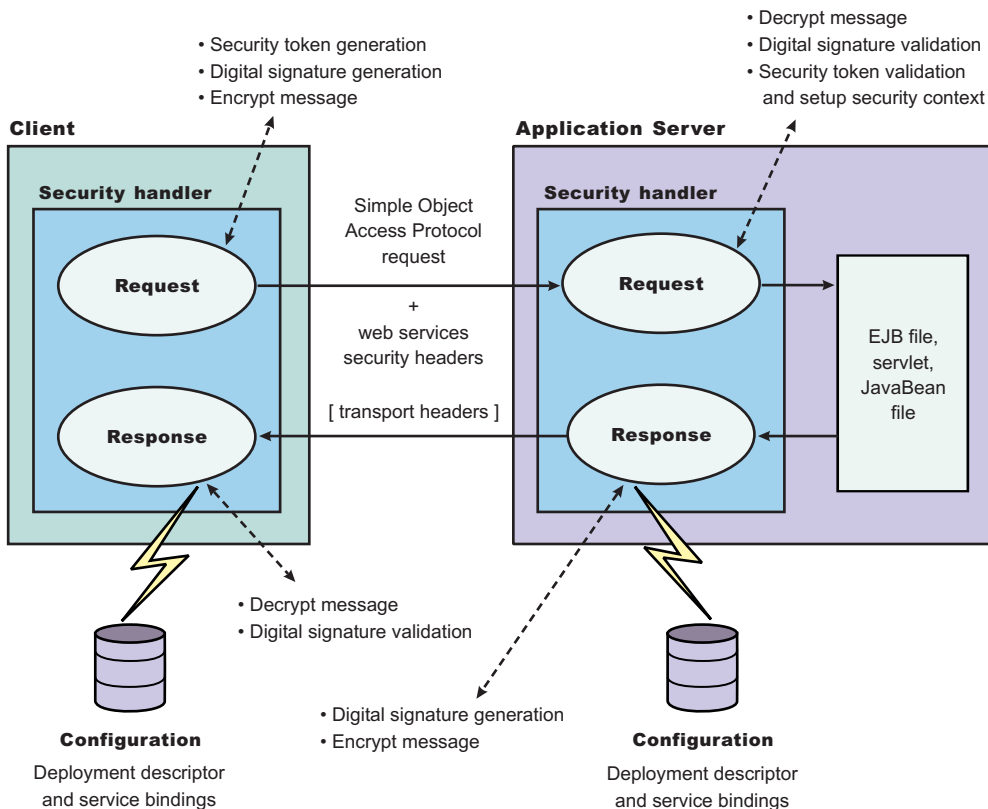 • Security token generation
• Digital signature generation
• Encrypt message
• Decrypt message
• Digital signature validation
• Security token validation
and setup security context
Client
Application Server
Security handler
Security handler
Simple Object
Access Protocol
request
Request
Request
+
web services
security headers
EJB file,
servlet,
JavaBean
file
[ transport headers ]
Response
Response
• Decrypt message
• Digital signature validation
• Digital signature generation
• Encrypt message
Configuration
Deployment descriptor
and service bindings
Configuration
Deployment descriptor
and service bindings